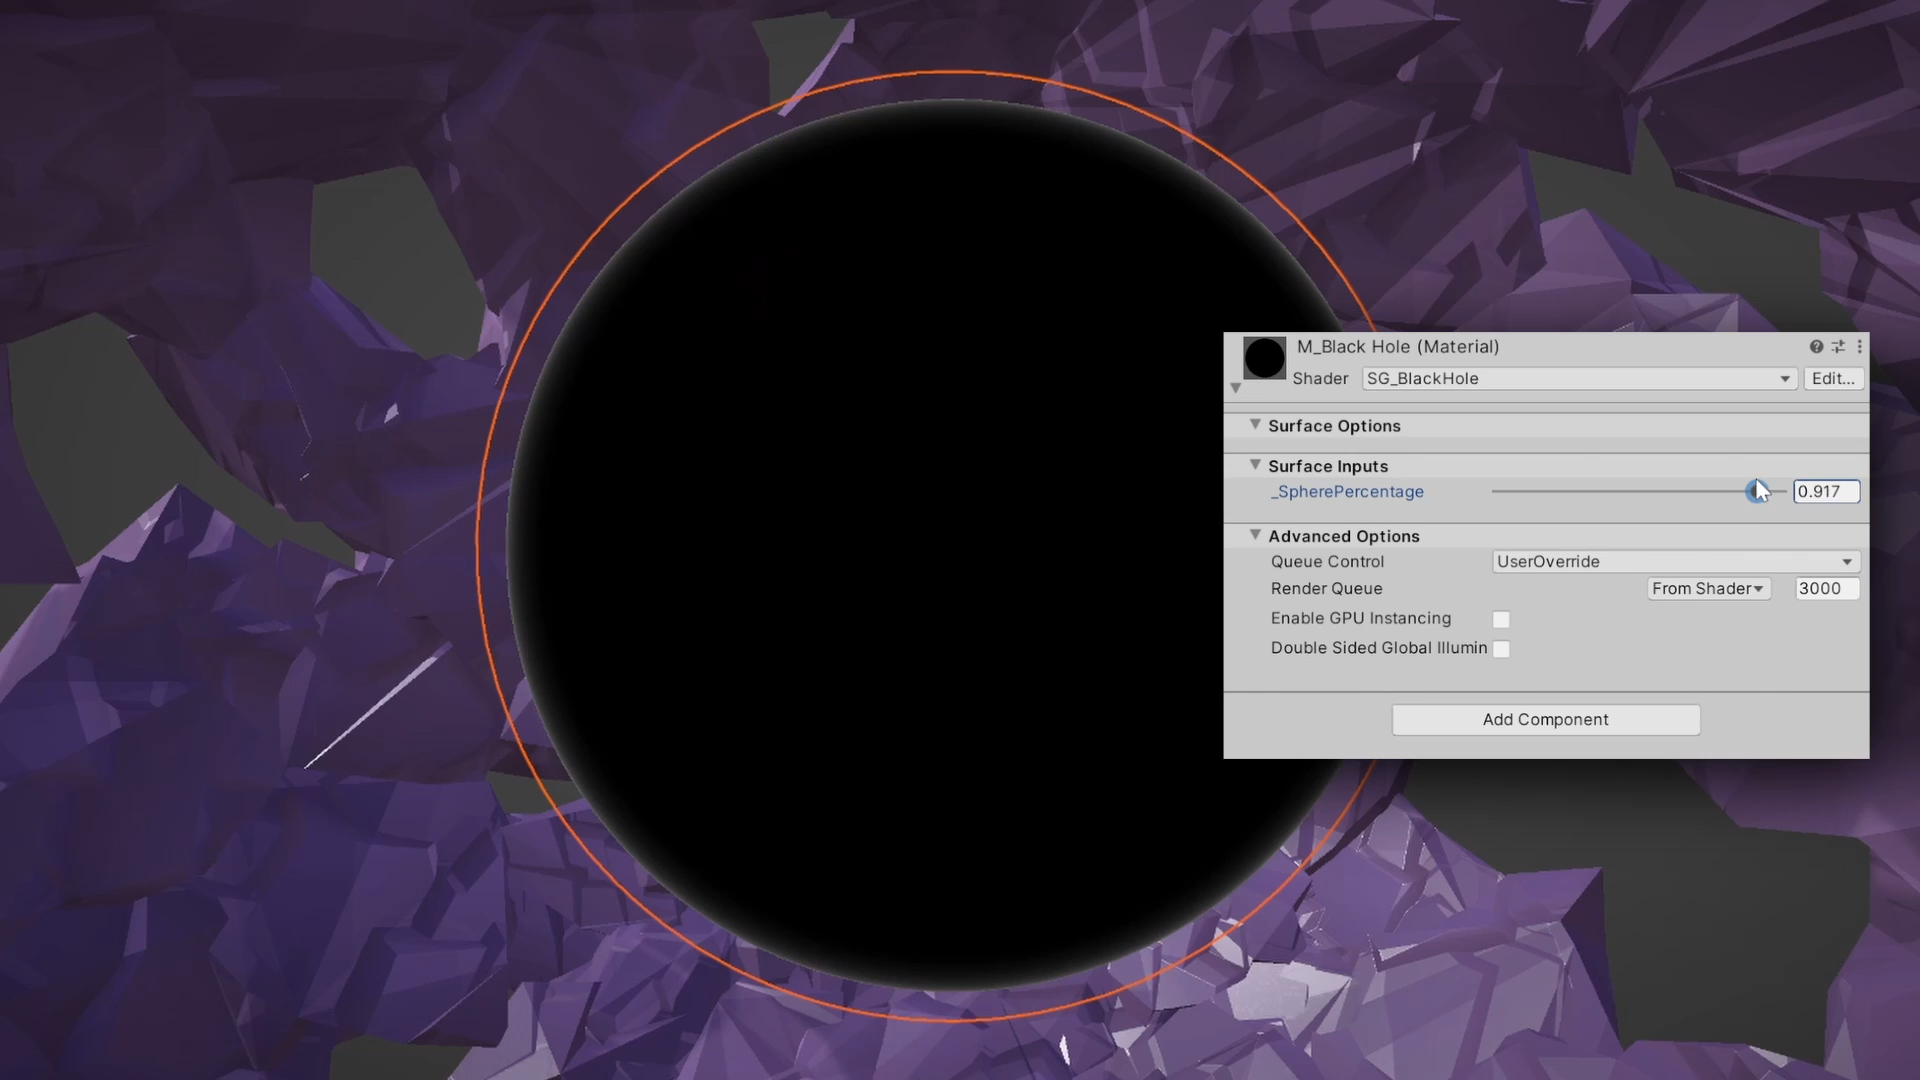 M_Black Hole (Material)
Shader SG_BlackHole Edit...
Surface Options
Surface Inputs
_SpherePercentage 0.917
Advanced Options
Queue Control UserOverride
Render Queue From Shader 3000
Enable GPU Instancing
Double Sided Global Illumin
Add Component